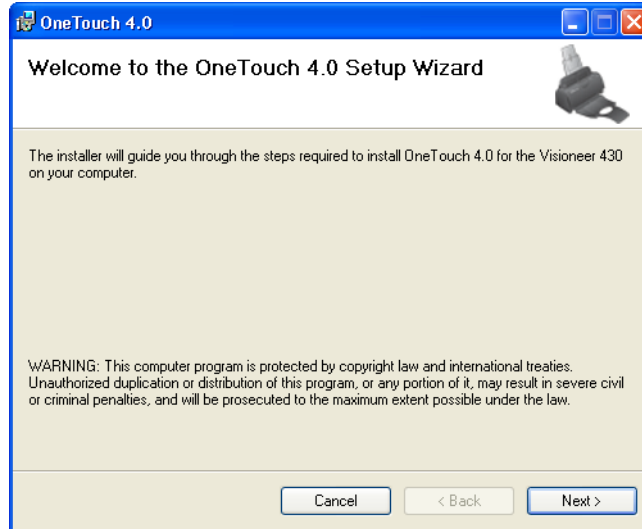 OneTouch 4.0
Welcome to the OneTouch 4.0 Setup Wizard
The installer will guide you through the steps required to install OneTouch 4.0 for the Visioneer 430
on your computer.
WARNING: This computer program is protected by copyright law and international treaties.
Unauthorized duplication or distribution of this program, or any portion of it, may result in severe civil
or criminal penalties, and will be prosecuted to the maximum extent possible under the law.
Cancel < Back Next >